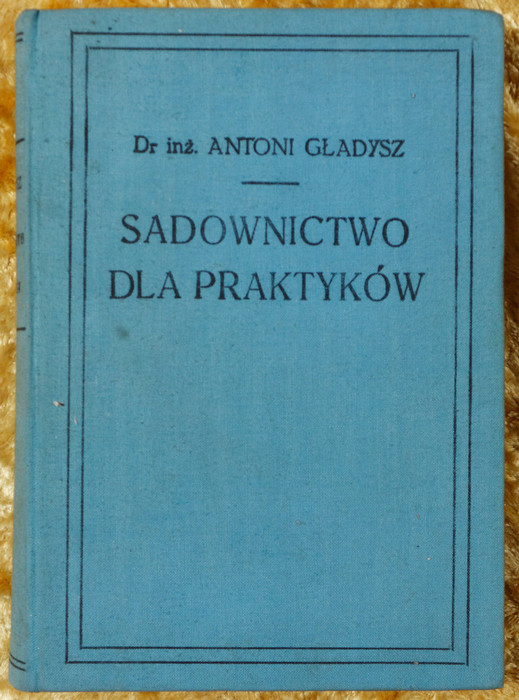 Dr inż. ANTONI GŁADYSZ
SADOWNICTWO
DLA PRAKTYKÓW